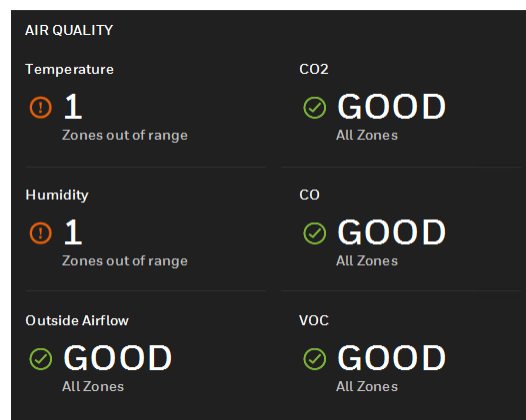 AIR QUALITY
Temperature
1
Zones out of range
CO2
GOOD
All Zones
Humidity
1
Zones out of range
CO
GOOD
All Zones
Outside Airflow
GOOD
All Zones
VOC
GOOD
All Zones